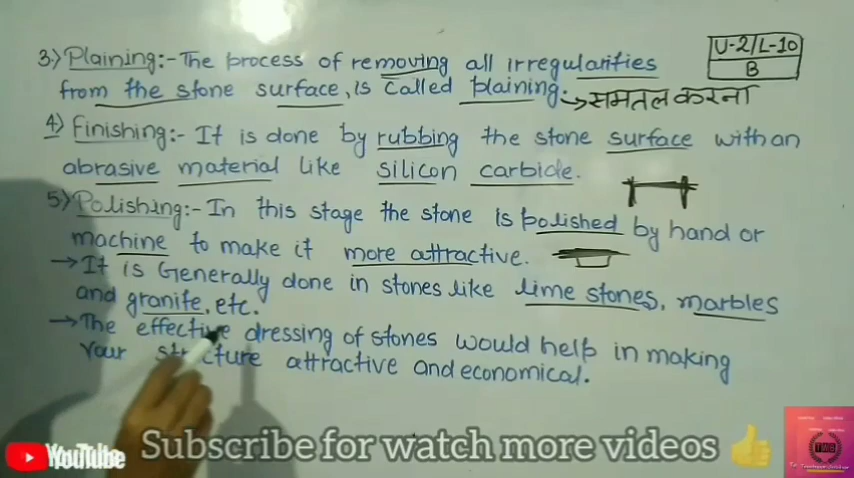 3.) Plaining:- The process of removing all irregularities
U-2/L-10
B
from the stone surface, is called plaining.
→समतल करना
4) Finishing:- It is done by rubbing the stone surface with an
abrasive material like silicon carbide.
5) Polishing:- In this stage the stone is polished by hand or
machine to make it more attractive.
→ It is Generally done in stones like lime stones, marbles
and granite, etc.
→ The effective dressing of stones would help in making
Your structure attractive and economical.
YouTube
Subscribe for watch more videos 👍
TMB